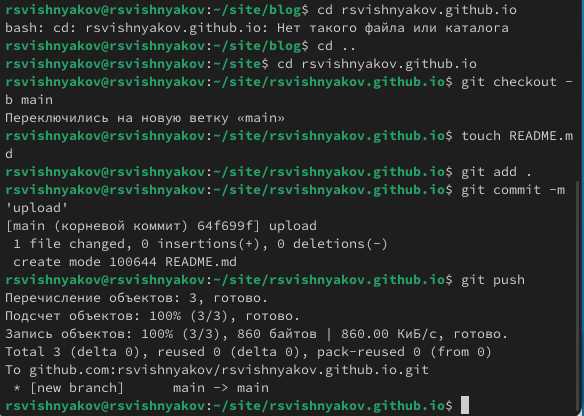 rsvishnyakov@rsvishnyakov:~/site/blog$ cd rsvishnyakov.github.io
bash: cd: rsvishnyakov.github.io: Нет такого файла или каталога
rsvishnyakov@rsvishnyakov:~/site/blog$ cd ..
rsvishnyakov@rsvishnyakov:~/site$ cd rsvishnyakov.github.io
rsvishnyakov@rsvishnyakov:~/site/rsvishnyakov.github.io$ git checkout -
b main
Переключились на новую ветку «main»
rsvishnyakov@rsvishnyakov:~/site/rsvishnyakov.github.io$ touch README.m
d
rsvishnyakov@rsvishnyakov:~/site/rsvishnyakov.github.io$ git add .
rsvishnyakov@rsvishnyakov:~/site/rsvishnyakov.github.io$ git commit -m
'upload'
[main (корневой коммит) 64f699f] upload
 1 file changed, 0 insertions(+), 0 deletions(-)
 create mode 100644 README.md
rsvishnyakov@rsvishnyakov:~/site/rsvishnyakov.github.io$ git push
Перечисление объектов: 3, готово.
Подсчет объектов: 100% (3/3), готово.
Запись объектов: 100% (3/3), 860 байтов | 860.00 КиБ/с, готово.
Total 3 (delta 0), reused 0 (delta 0), pack-reused 0 (from 0)
To github.com:rsvishnyakov/rsvishnyakov.github.io.git
 * [new branch]      main -> main
rsvishnyakov@rsvishnyakov:~/site/rsvishnyakov.github.io$